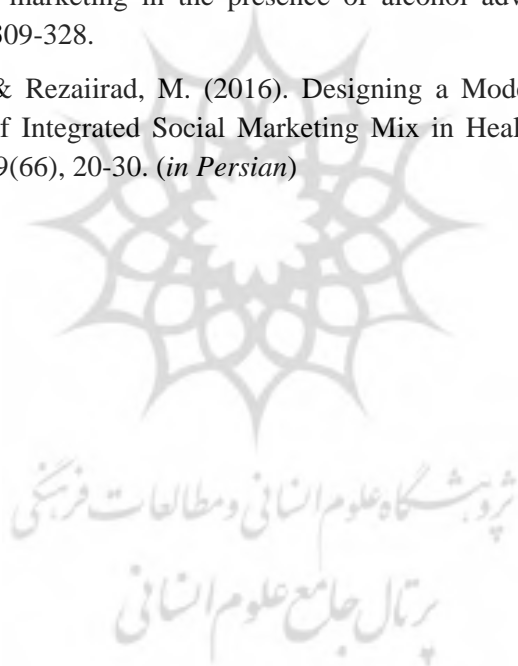 marketing in the presence of alcohol adv
309-328.
& Rezaiirad, M. (2016). Designing a Mode
of Integrated Social Marketing Mix in Heal
9(66), 20-30. (in Persian)
پژوهشگاه علوم انسانی و مطالعات فرهنگی
پرتال جامع علوم انسانی